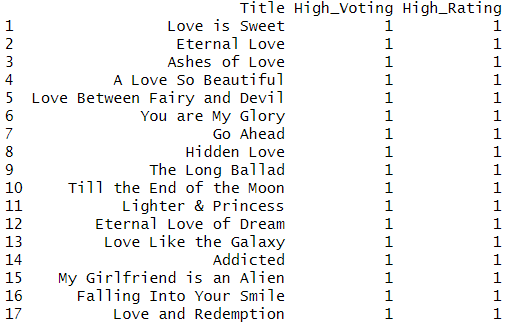 Title High_Voting High_Rating
1 Love is Sweet 1 1
2 Eternal Love 1 1
3 Ashes of Love 1 1
4 A Love So Beautiful 1 1
5 Love Between Fairy and Devil 1 1
6 You are My Glory 1 1
7 Go Ahead 1 1
8 Hidden Love 1 1
9 The Long Ballad 1 1
10 Till the End of the Moon 1 1
11 Lighter & Princess 1 1
12 Eternal Love of Dream 1 1
13 Love Like the Galaxy 1 1
14 Addicted 1 1
15 My Girlfriend is an Alien 1 1
16 Falling Into Your Smile 1 1
17 Love and Redemption 1 1